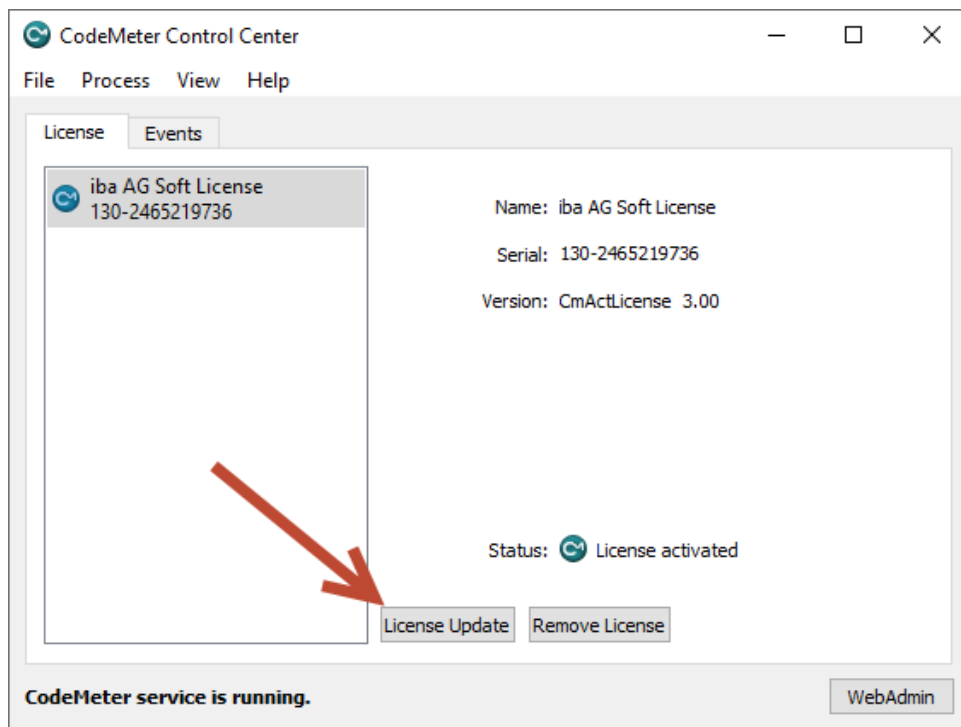 CodeMeter Control Center
File Process View Help
License Events
iba AG Soft License
130-2465219736
Name: iba AG Soft License
Serial: 130-2465219736
Version: CmActLicense 3.00
Status: License activated
License Update Remove License
CodeMeter service is running. WebAdmin